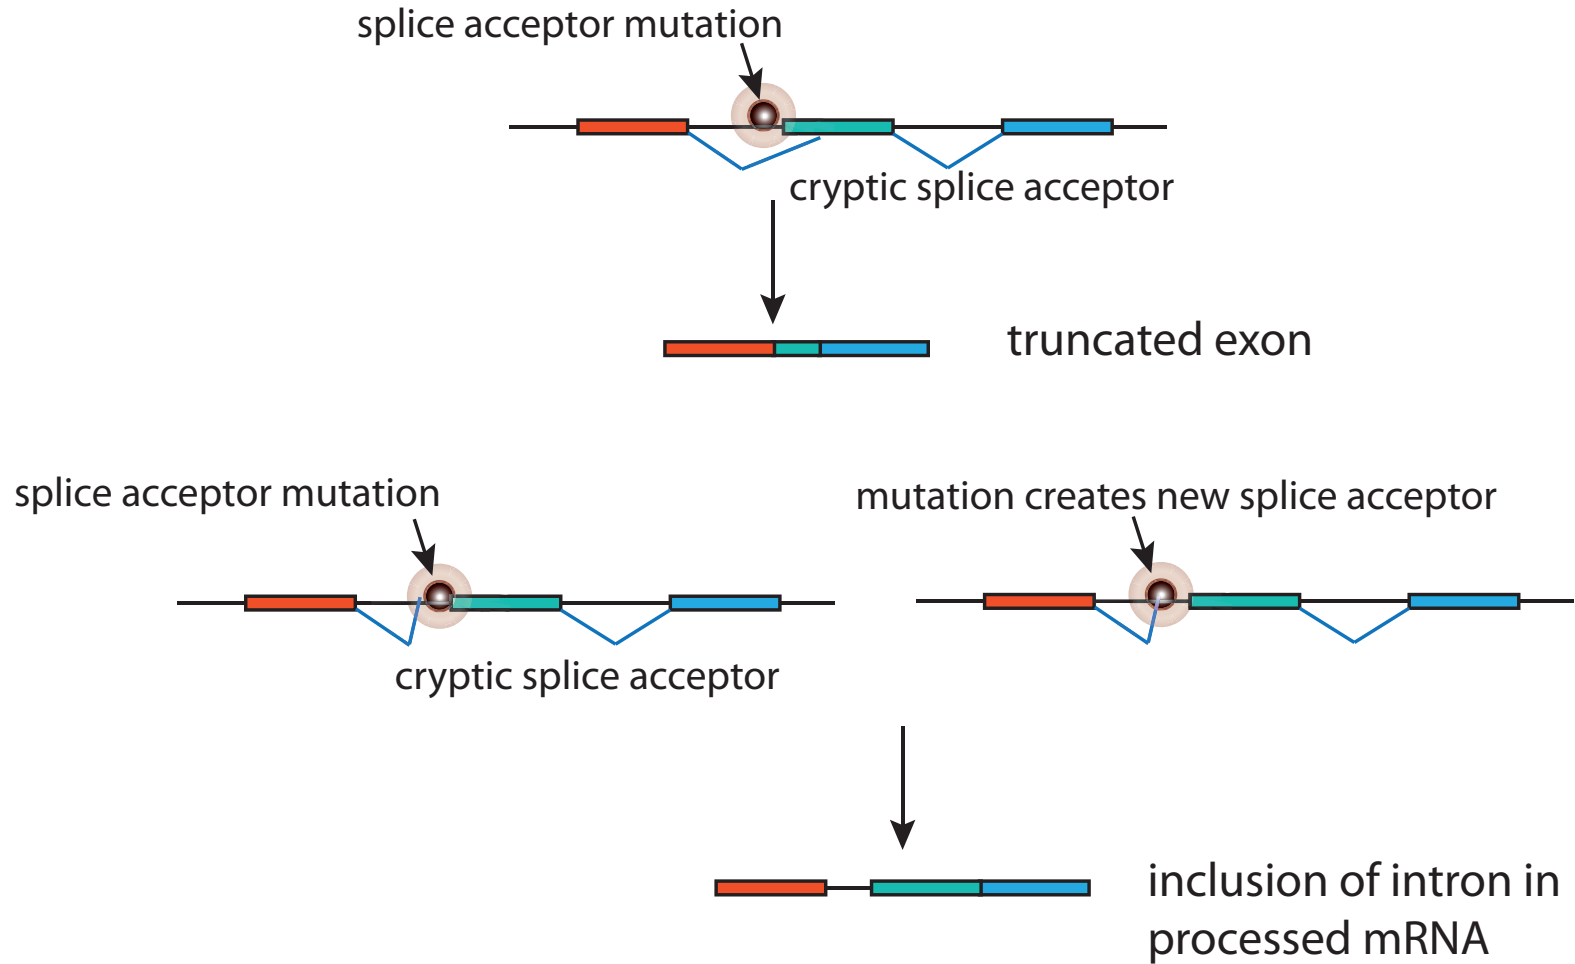 splice acceptor mutation
cryptic splice acceptor
truncated exon
splice acceptor mutation
mutation creates new splice acceptor
cryptic splice acceptor
inclusion of intron in
processed mRNA